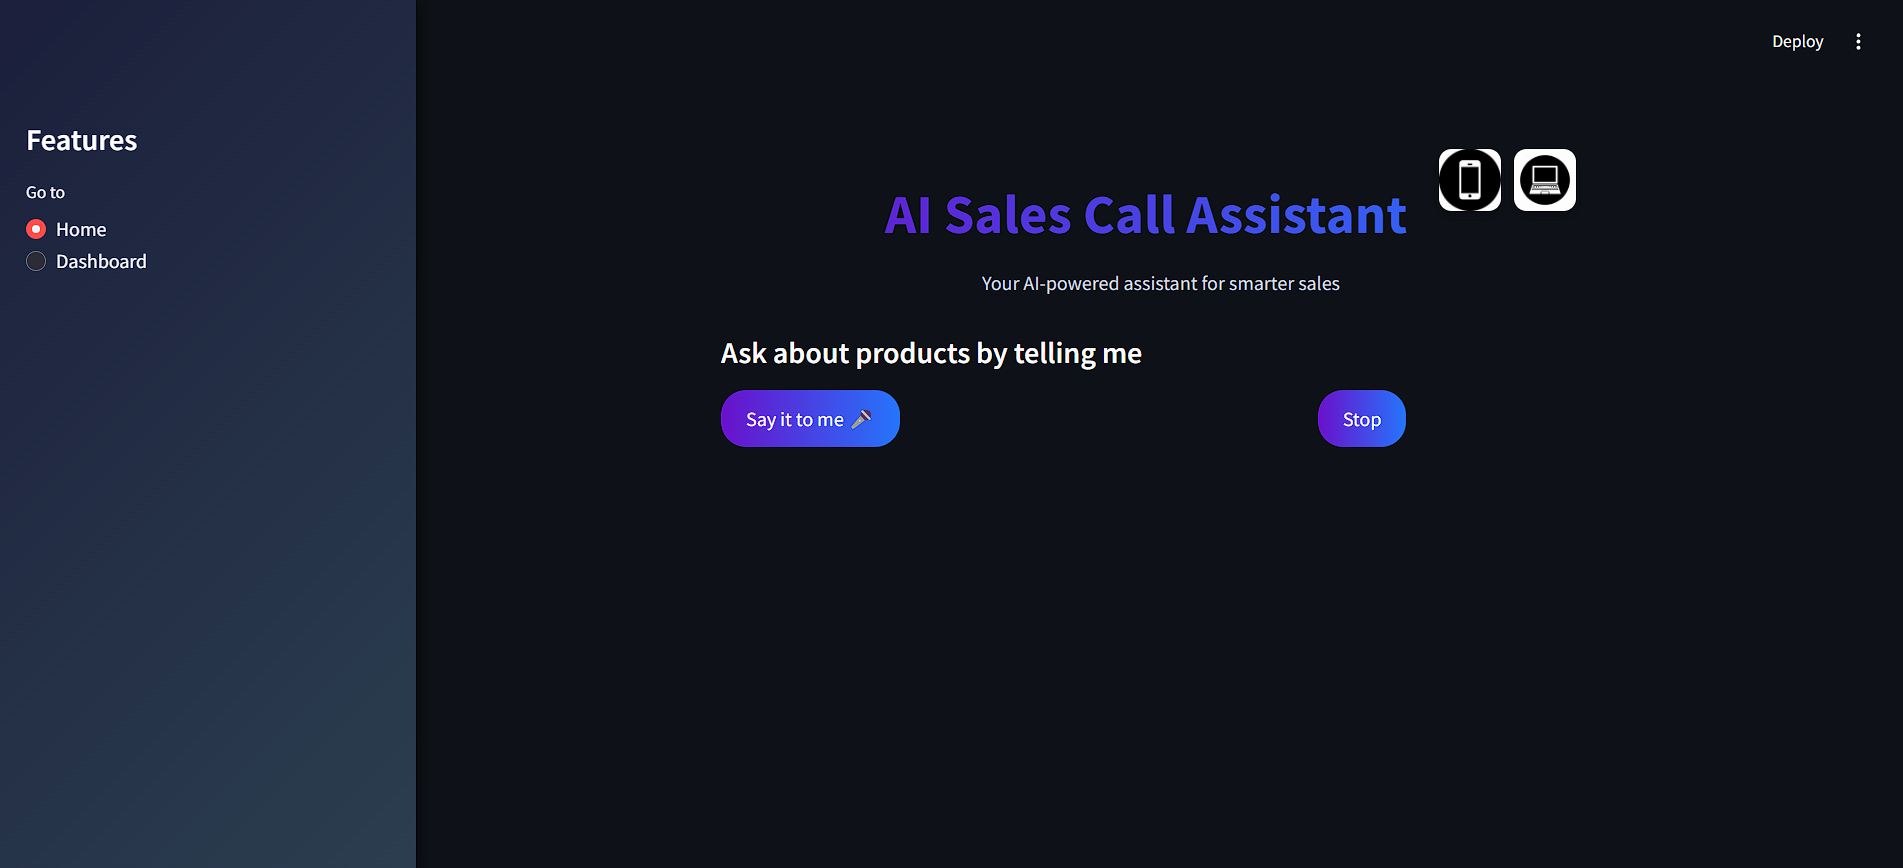 Deploy
Features
Go to
Home
Dashboard
AI Sales Call Assistant
Your AI-powered assistant for smarter sales
Ask about products by telling me
Say it to me 🎤
Stop